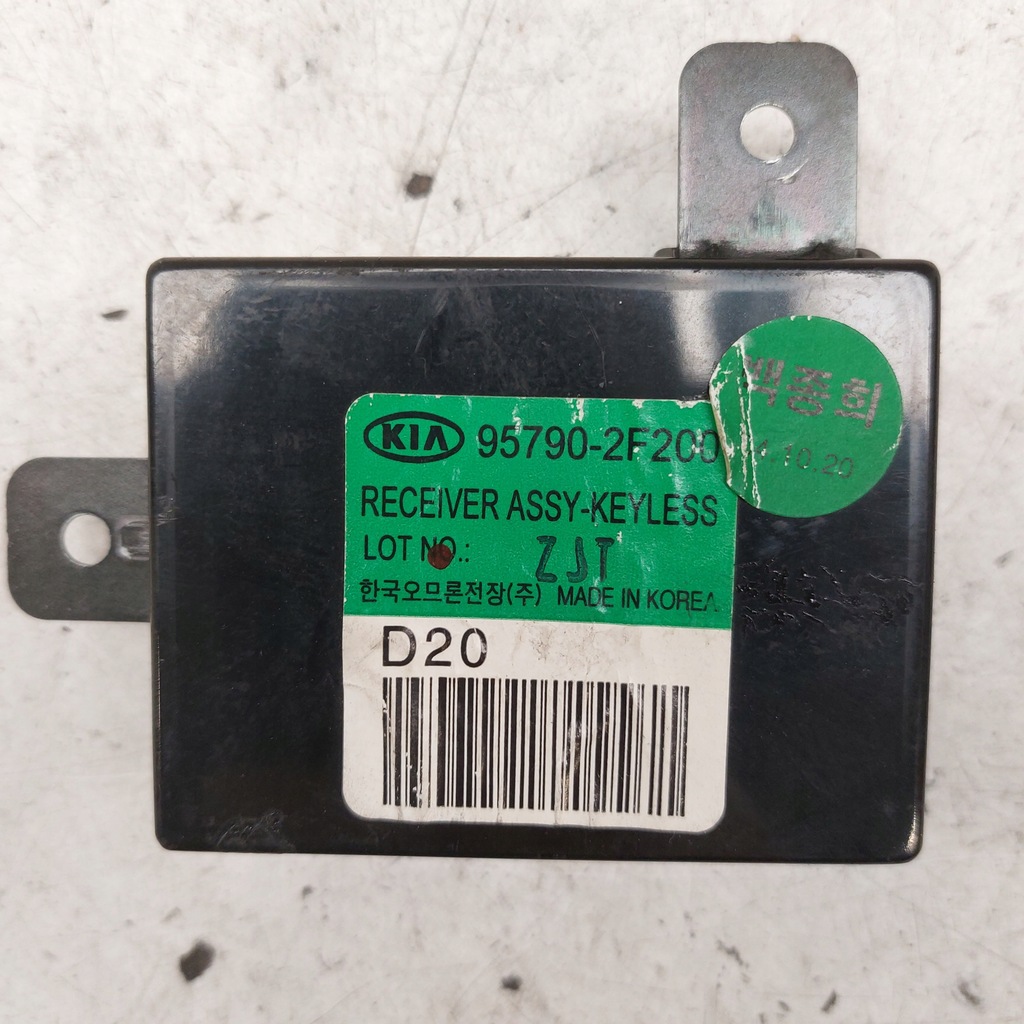 KIA 95790-2F200
RECEIVER ASSY-KEYLESS
LOT NO.: ZJT
한국오므론전장(주) MADE IN KOREA
D20
백종희
4.10.20